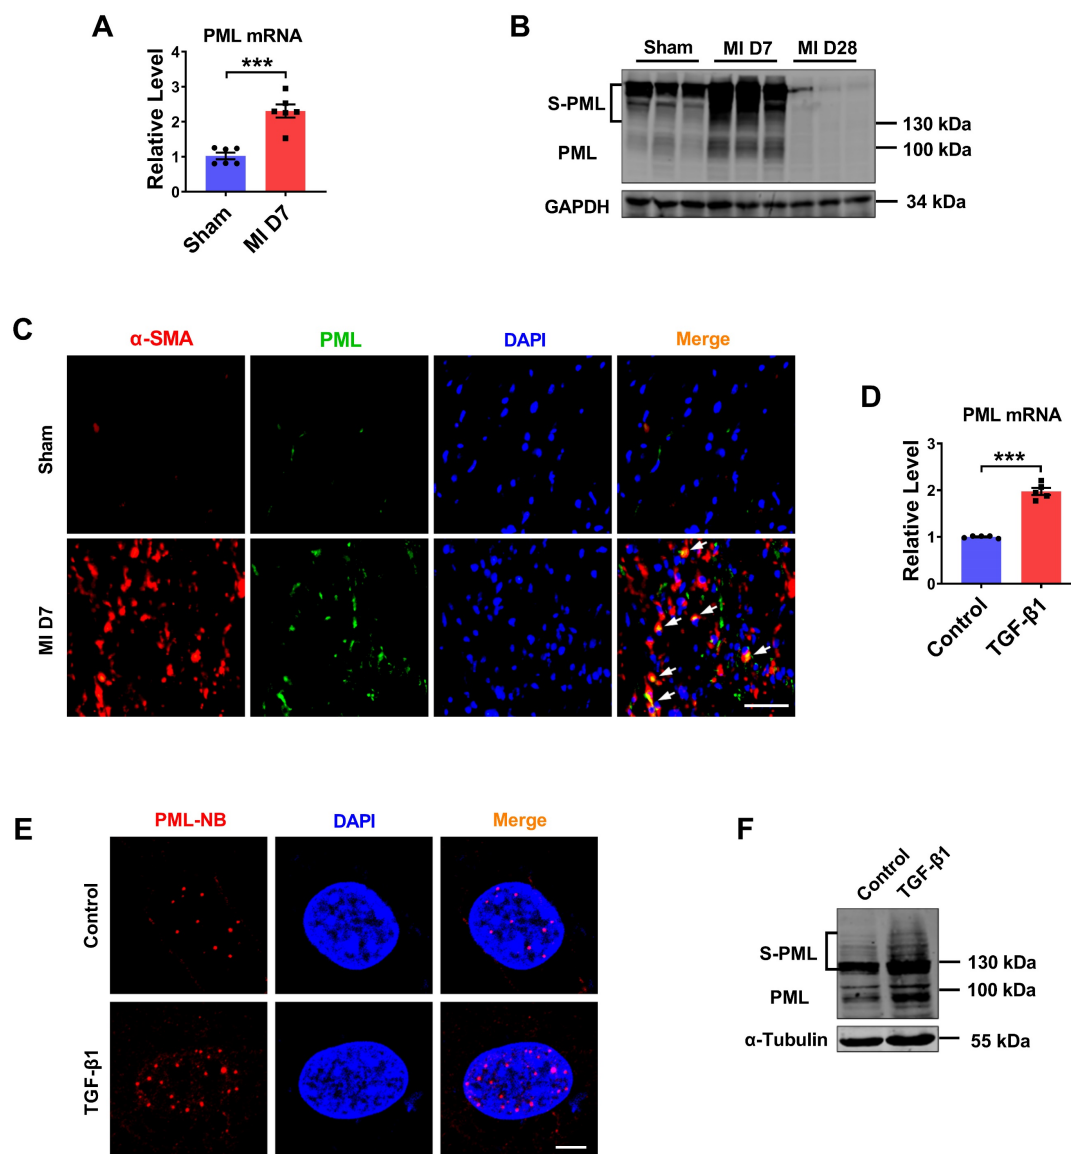 A
PML mRNA
Relative Level
4
3
2
1
0
***
Sham
MI D7
B
Sham
MI D7
MI D28
S-PML
PML
130 kDa
100 kDa
GAPDH
34 kDa
C
α-SMA
PML
DAPI
Merge
Sham
MI D7
D
PML mRNA
Relative Level
3
2
1
0
***
Control
TGF-β1
E
PML-NB
DAPI
Merge
Control
TGF-β1
F
Control
TGF-β1
S-PML
PML
130 kDa
100 kDa
α-Tubulin
55 kDa